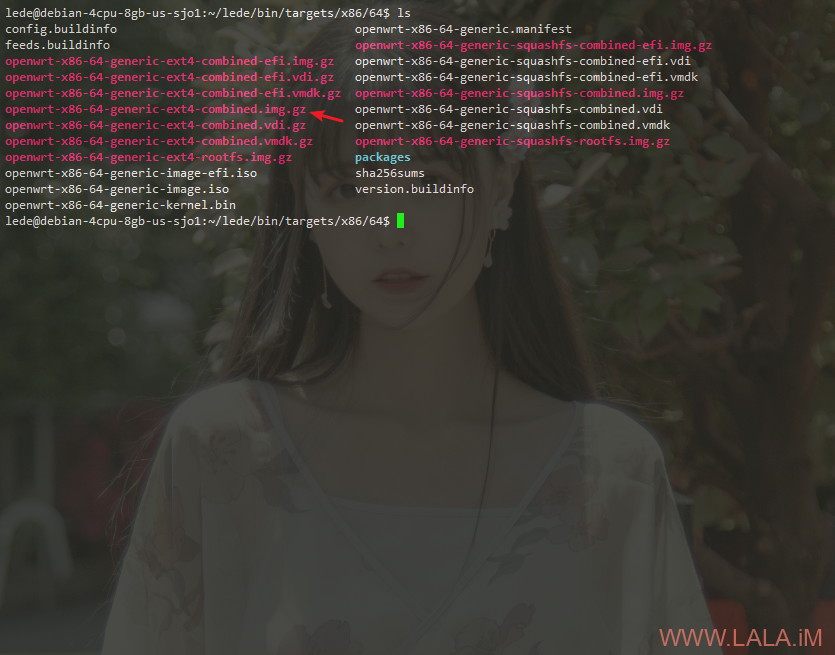 lede@debian-4cpu-8gb-us-sjo1:~/lede/bin/targets/x86/64$ ls
config.buildinfo openwrt-x86-64-generic.manifest
feeds.buildinfo openwrt-x86-64-generic-squashfs-combined-efi.img.gz
openwrt-x86-64-generic-ext4-combined-efi.img.gz openwrt-x86-64-generic-squashfs-combined-efi.vdi
openwrt-x86-64-generic-ext4-combined-efi.vdi.gz openwrt-x86-64-generic-squashfs-combined-efi.vmdk
openwrt-x86-64-generic-ext4-combined-efi.vmdk.gz openwrt-x86-64-generic-squashfs-combined.img.gz
openwrt-x86-64-generic-ext4-combined.img.gz openwrt-x86-64-generic-squashfs-combined.vdi
openwrt-x86-64-generic-ext4-combined.vdi.gz openwrt-x86-64-generic-squashfs-combined.vmdk
openwrt-x86-64-generic-ext4-combined.vmdk.gz openwrt-x86-64-generic-squashfs-rootfs.img.gz
openwrt-x86-64-generic-ext4-rootfs.img.gz packages
openwrt-x86-64-generic-image-efi.iso sha256sums
openwrt-x86-64-generic-image.iso version.buildinfo
openwrt-x86-64-generic-kernel.bin
lede@debian-4cpu-8gb-us-sjo1:~/lede/bin/targets/x86/64$
WWW.LALA.iM